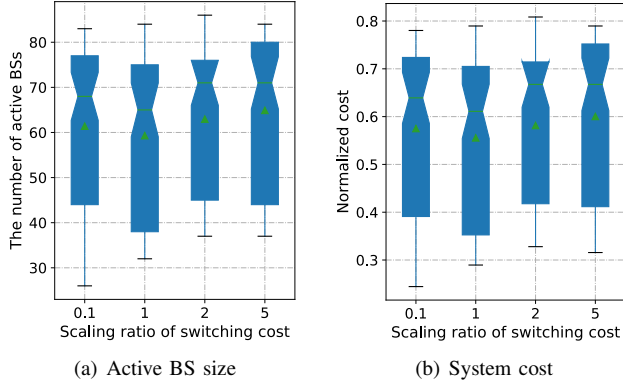 The number of active BSs
80
70
60
50
40
30
0.1 1 2 5
Scaling ratio of switching cost
(a) Active BS size
Normalized cost
0.8
0.7
0.6
0.5
0.4
0.3
0.1 1 2 5
Scaling ratio of switching cost
(b) System cost